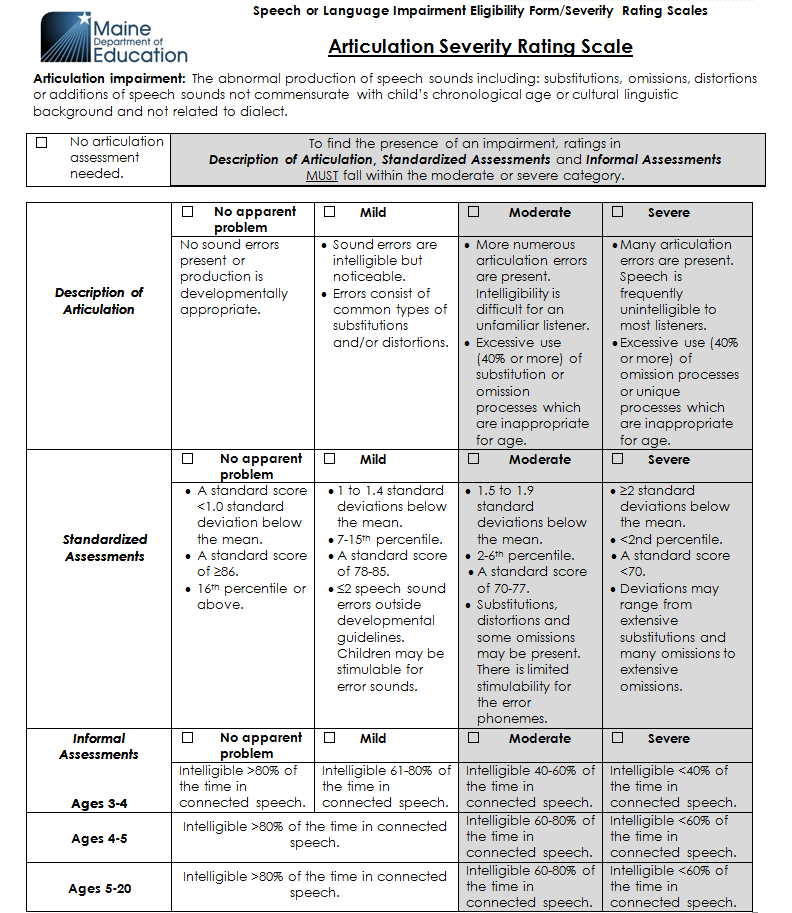 Speech or Language Impairment Eligibility Form/Severity Rating Scales
Maine
Department of
Education
Articulation Severity Rating Scale
Articulation impairment: The abnormal production of speech sounds including: substitutions, omissions, distortions
or additions of speech sounds not commensurate with child's chronological age or cultural linguistic
background and not related to dialect.
☐ No articulation
assessment
needed.
To find the presence of an impairment, ratings in
Description of Articulation, Standardized Assessments and Informal Assessments
MUST fall within the moderate or severe category.
Description of
Articulation
☐ No apparent
problem
No sound errors
present or
production is
developmentally
appropriate.
☐ Mild
• Sound errors are
intelligible but
noticeable.
• Errors consist of
common types of
substitutions
and/or distortions.
☐ Moderate
• More numerous
articulation errors
are present.
Intelligibility is
difficult for an
unfamiliar listener.
• Excessive use
(40% or more) of
substitution or
omission
processes which
are inappropriate
for age.
☐ Severe
• Many articulation
errors are present.
Speech is
frequently
unintelligible to
most listeners.
• Excessive use (40%
or more) of
omission processes
or unique
processes which
are inappropriate
for age.
Standardized
Assessments
☐ No apparent
problem
• A standard score
<1.0 standard
deviation below
the mean.
• A standard score
of ≥86.
• 16th percentile or
above.
☐ Mild
• 1 to 1.4 standard
deviations below
the mean.
• 7-15th percentile.
• A standard score
of 78-85.
• ≤2 speech sound
errors outside
developmental
guidelines.
Children may be
stimulable for
error sounds.
☐ Moderate
• 1.5 to 1.9
standard
deviations below
the mean.
• 2-6th percentile.
• A standard score
of 70-77.
• Substitutions,
distortions and
some omissions
may be present.
There is limited
stimulability for
the error
phonemes.
☐ Severe
• ≥2 standard
deviations below
the mean.
• <2nd percentile.
• A standard score
<70.
• Deviations may
range from
extensive
substitutions and
many omissions to
extensive
omissions.
Informal
Assessments
☐ No apparent
problem
☐ Mild
☐ Moderate
☐ Severe
Ages 3-4
Intelligible >80% of
the time in
connected speech.
Intelligible 61-80% of
the time in
connected speech.
Intelligible 40-60% of
the time in
connected speech.
Intelligible <40% of
the time in
connected speech.
Ages 4-5
Intelligible >80% of the time in connected
speech.
Intelligible 60-80% of
the time in
connected speech.
Intelligible <60% of
the time in
connected speech.
Ages 5-20
Intelligible >80% of the time in connected
speech.
Intelligible 60-80% of
the time in
connected speech.
Intelligible <60% of
the time in
connected speech.